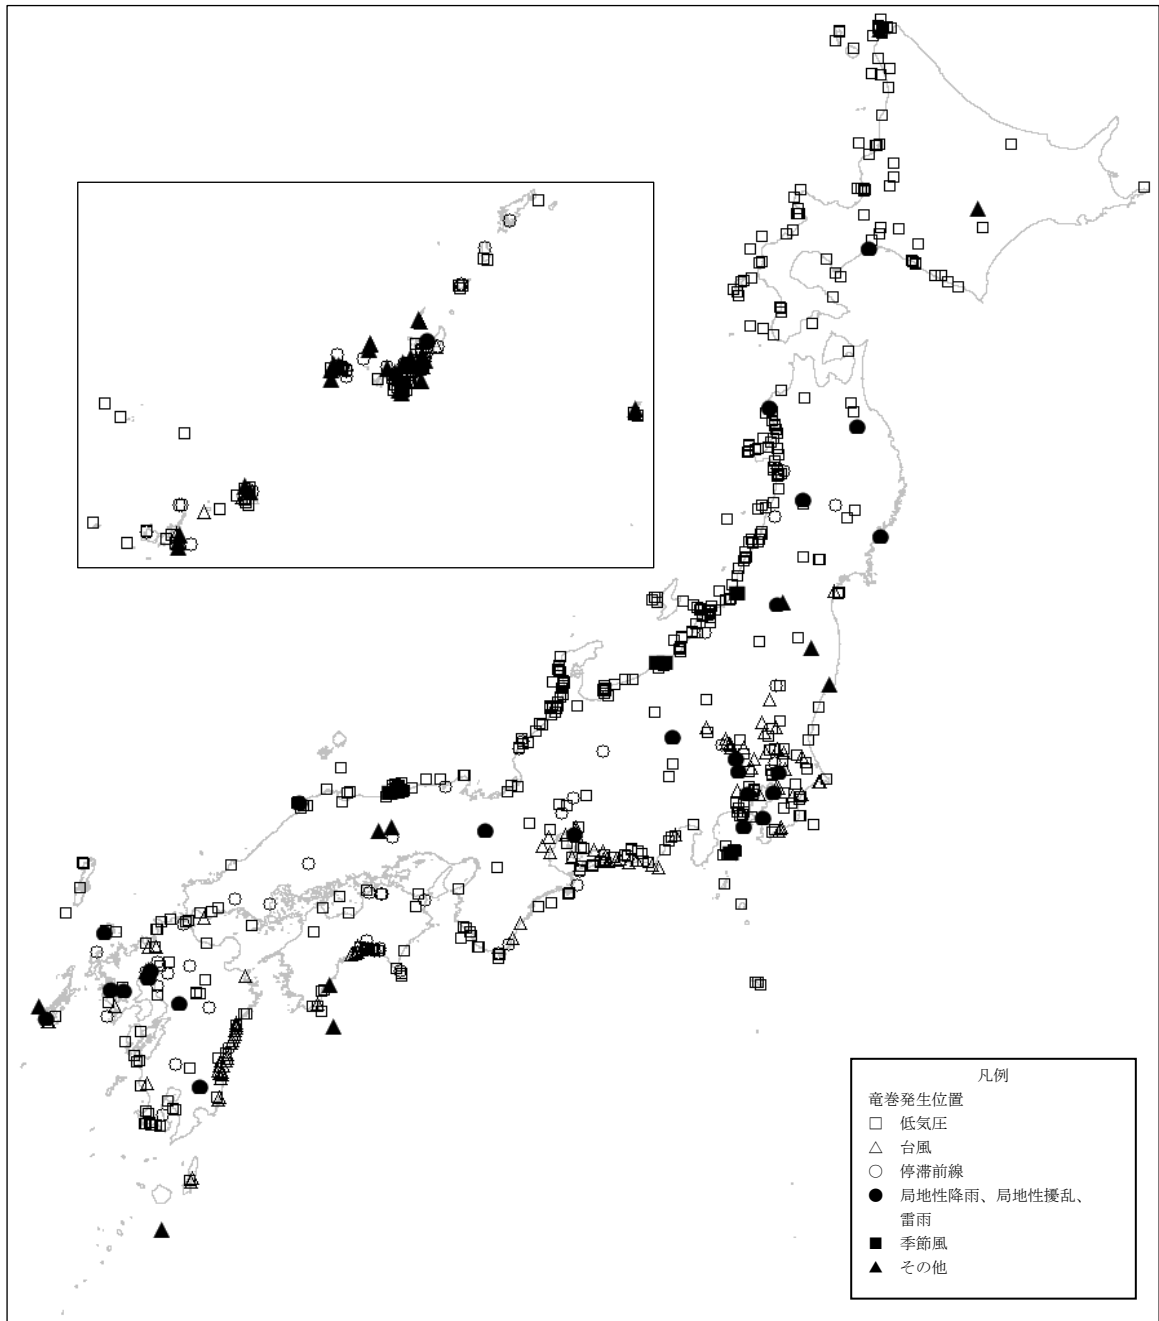 凡例
竜巻発生位置
□ 低気圧
△ 台風
○ 停滞前線
● 局地性降雨、局地性擾乱、
雷雨
■ 季節風
▲ その他